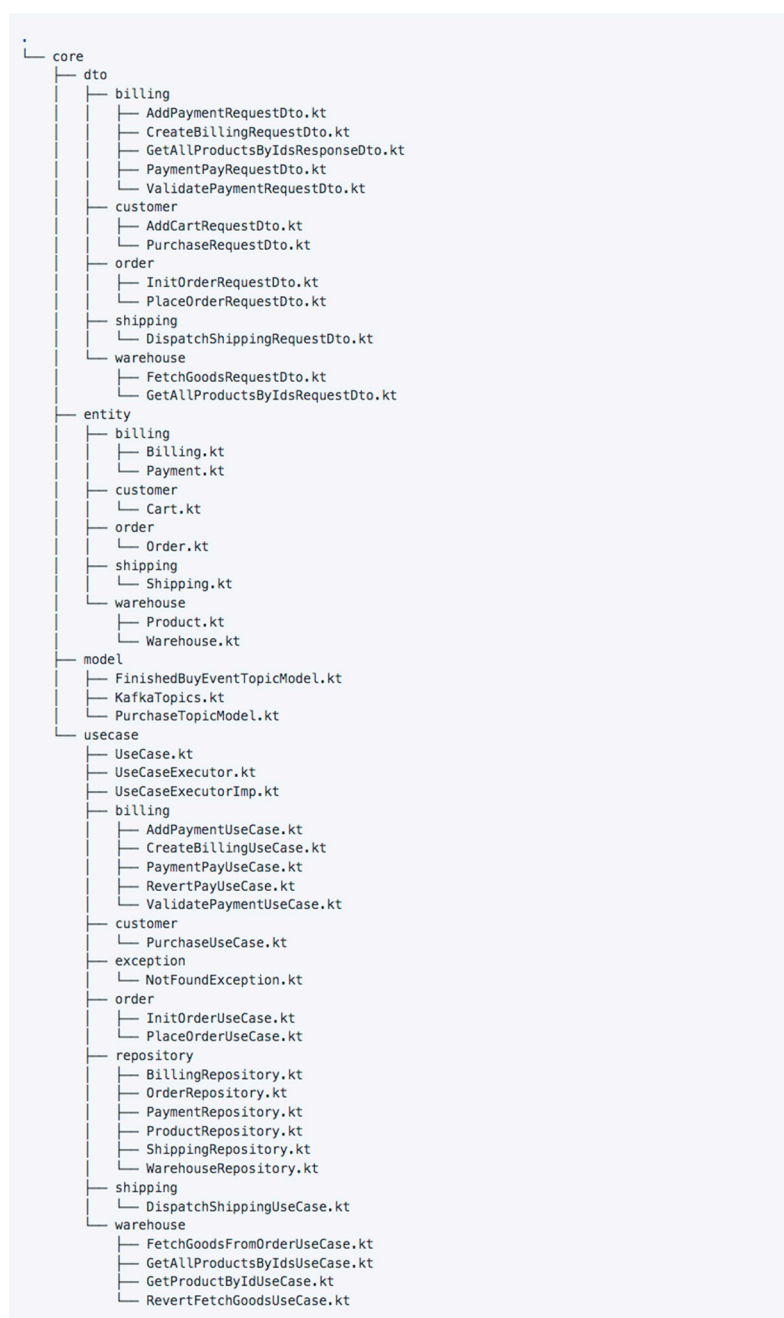 .
└── core
    ├── dto
    │   ├── billing
    │   │   ├── AddPaymentRequestDto.kt
    │   │   ├── CreateBillingRequestDto.kt
    │   │   ├── GetAllProductsByIdsResponseDto.kt
    │   │   ├── PaymentPayRequestDto.kt
    │   │   └── ValidatePaymentRequestDto.kt
    │   ├── customer
    │   │   ├── AddCartRequestDto.kt
    │   │   └── PurchaseRequestDto.kt
    │   ├── order
    │   │   ├── InitOrderRequestDto.kt
    │   │   └── PlaceOrderRequestDto.kt
    │   ├── shipping
    │   │   └── DispatchShippingRequestDto.kt
    │   └── warehouse
    │       ├── FetchGoodsRequestDto.kt
    │       └── GetAllProductsByIdsRequestDto.kt
    ├── entity
    │   ├── billing
    │   │   ├── Billing.kt
    │   │   └── Payment.kt
    │   ├── customer
    │   │   └── Cart.kt
    │   ├── order
    │   │   └── Order.kt
    │   ├── shipping
    │   │   └── Shipping.kt
    │   └── warehouse
    │       ├── Product.kt
    │       └── Warehouse.kt
    ├── model
    │   ├── FinishedBuyEventTopicModel.kt
    │   ├── KafkaTopics.kt
    │   └── PurchaseTopicModel.kt
    └── usecase
        ├── UseCase.kt
        ├── UseCaseExecutor.kt
        ├── UseCaseExecutorImp.kt
        ├── billing
        │   ├── AddPaymentUseCase.kt
        │   ├── CreateBillingUseCase.kt
        │   ├── PaymentPayUseCase.kt
        │   ├── RevertPayUseCase.kt
        │   └── ValidatePaymentUseCase.kt
        ├── customer
        │   └── PurchaseUseCase.kt
        ├── exception
        │   └── NotFoundException.kt
        ├── order
        │   ├── InitOrderUseCase.kt
        │   └── PlaceOrderUseCase.kt
        ├── repository
        │   ├── BillingRepository.kt
        │   ├── OrderRepository.kt
        │   ├── PaymentRepository.kt
        │   ├── ProductRepository.kt
        │   ├── ShippingRepository.kt
        │   └── WarehouseRepository.kt
        ├── shipping
        │   └── DispatchShippingUseCase.kt
        └── warehouse
            ├── FetchGoodsFromOrderUseCase.kt
            ├── GetAllProductsByIdsUseCase.kt
            ├── GetProductByIdUseCase.kt
            └── RevertFetchGoodsUseCase.kt